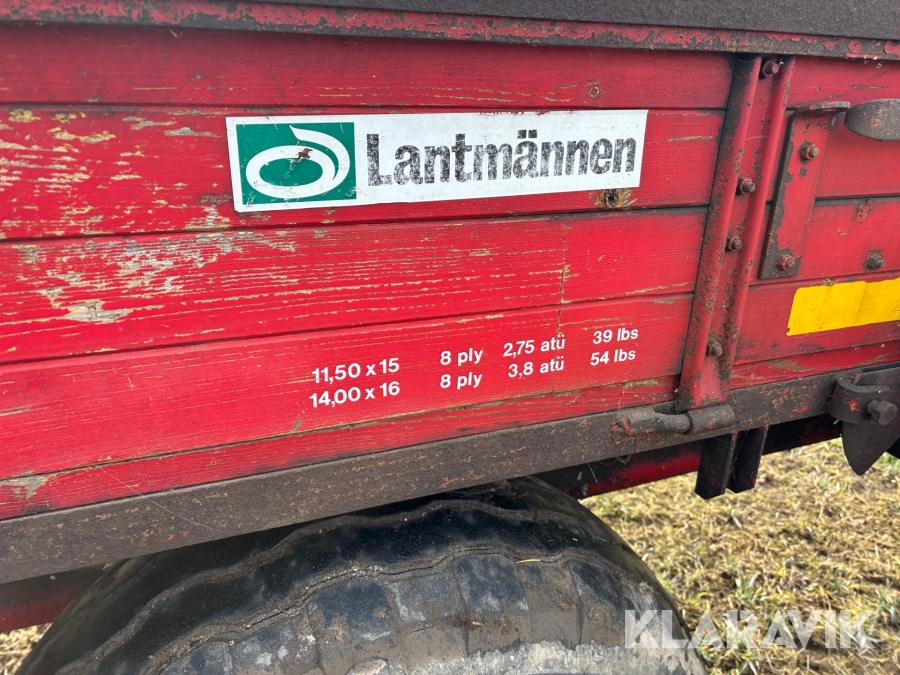 Lantmännen
11,50 x 15 8 ply 2,75 atü 39 lbs
14,00 x 16 8 ply 3,8 atü 54 lbs
KLARAVIK